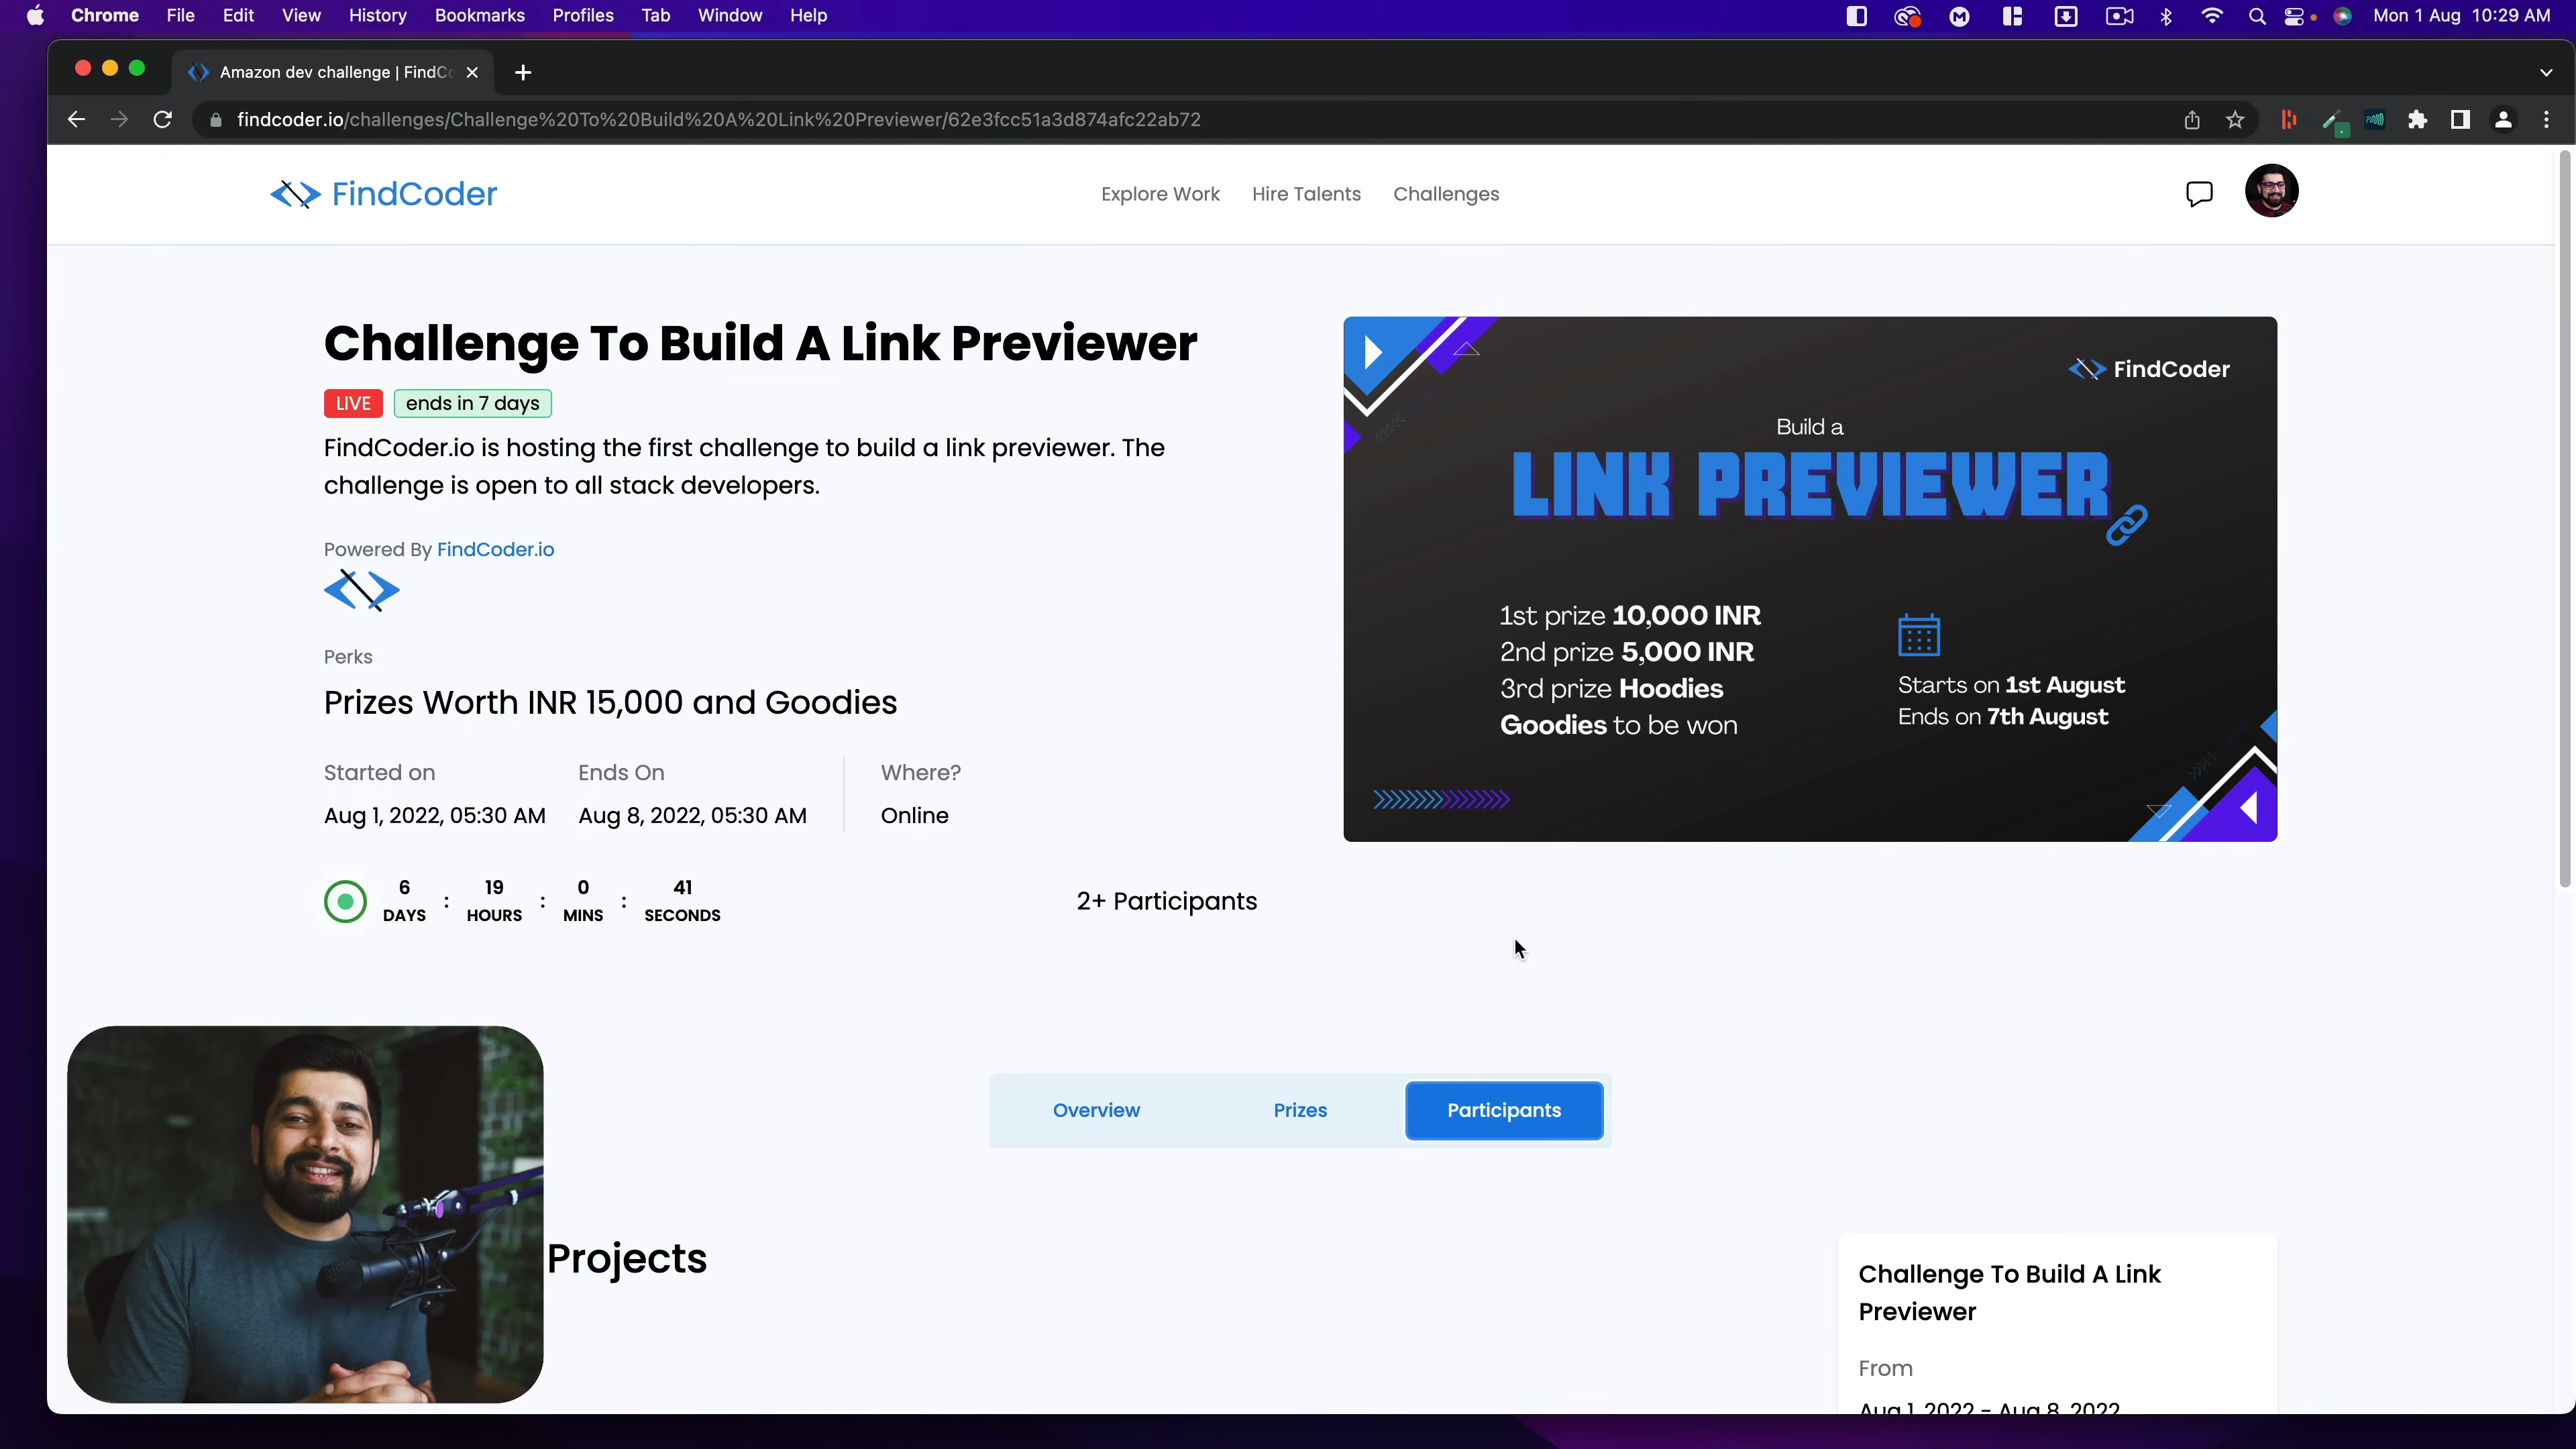 Chrome File Edit View History Bookmarks Profiles Tab Window Help
Mon 1 Aug 10:29 AM
Amazon dev challenge | FindCo
findcoder.io/challenges/Challenge%20To%20Build%20A%20Link%20Previewer/62e3fcc51a3d874afc22ab72
FindCoder
Explore Work Hire Talents Challenges
Challenge To Build A Link Previewer
LIVE ends in 7 days
FindCoder.io is hosting the first challenge to build a link previewer. The
challenge is open to all stack developers.
Powered By FindCoder.io
Perks
Prizes Worth INR 15,000 and Goodies
Started on
Aug 1, 2022, 05:30 AM
Ends On
Aug 8, 2022, 05:30 AM
Where?
Online
6 : 19 : 0 : 41
DAYS HOURS MINS SECONDS
2+ Participants
FindCoder
Build a
LINK PREVIEWER
1st prize 10,000 INR
2nd prize 5,000 INR
3rd prize Hoodies
Goodies to be won
Starts on 1st August
Ends on 7th August
Overview Prizes Participants
Projects
Challenge To Build A Link
Previewer
From
Aug 1, 2022 - Aug 8, 2022